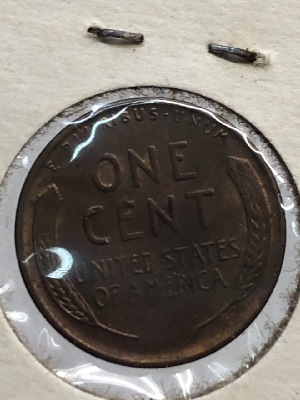 E PLURIBUS · UNUM
ONE
CENT
UNITED STATES
OF AMERICA